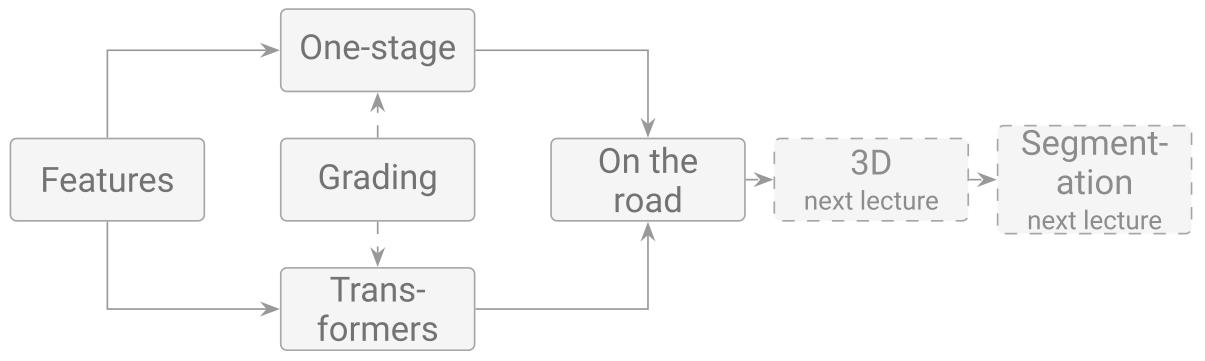 One-stage
Features
Grading
On the
road
3D
next lecture
Segment-
ation
next lecture
Trans-
formers